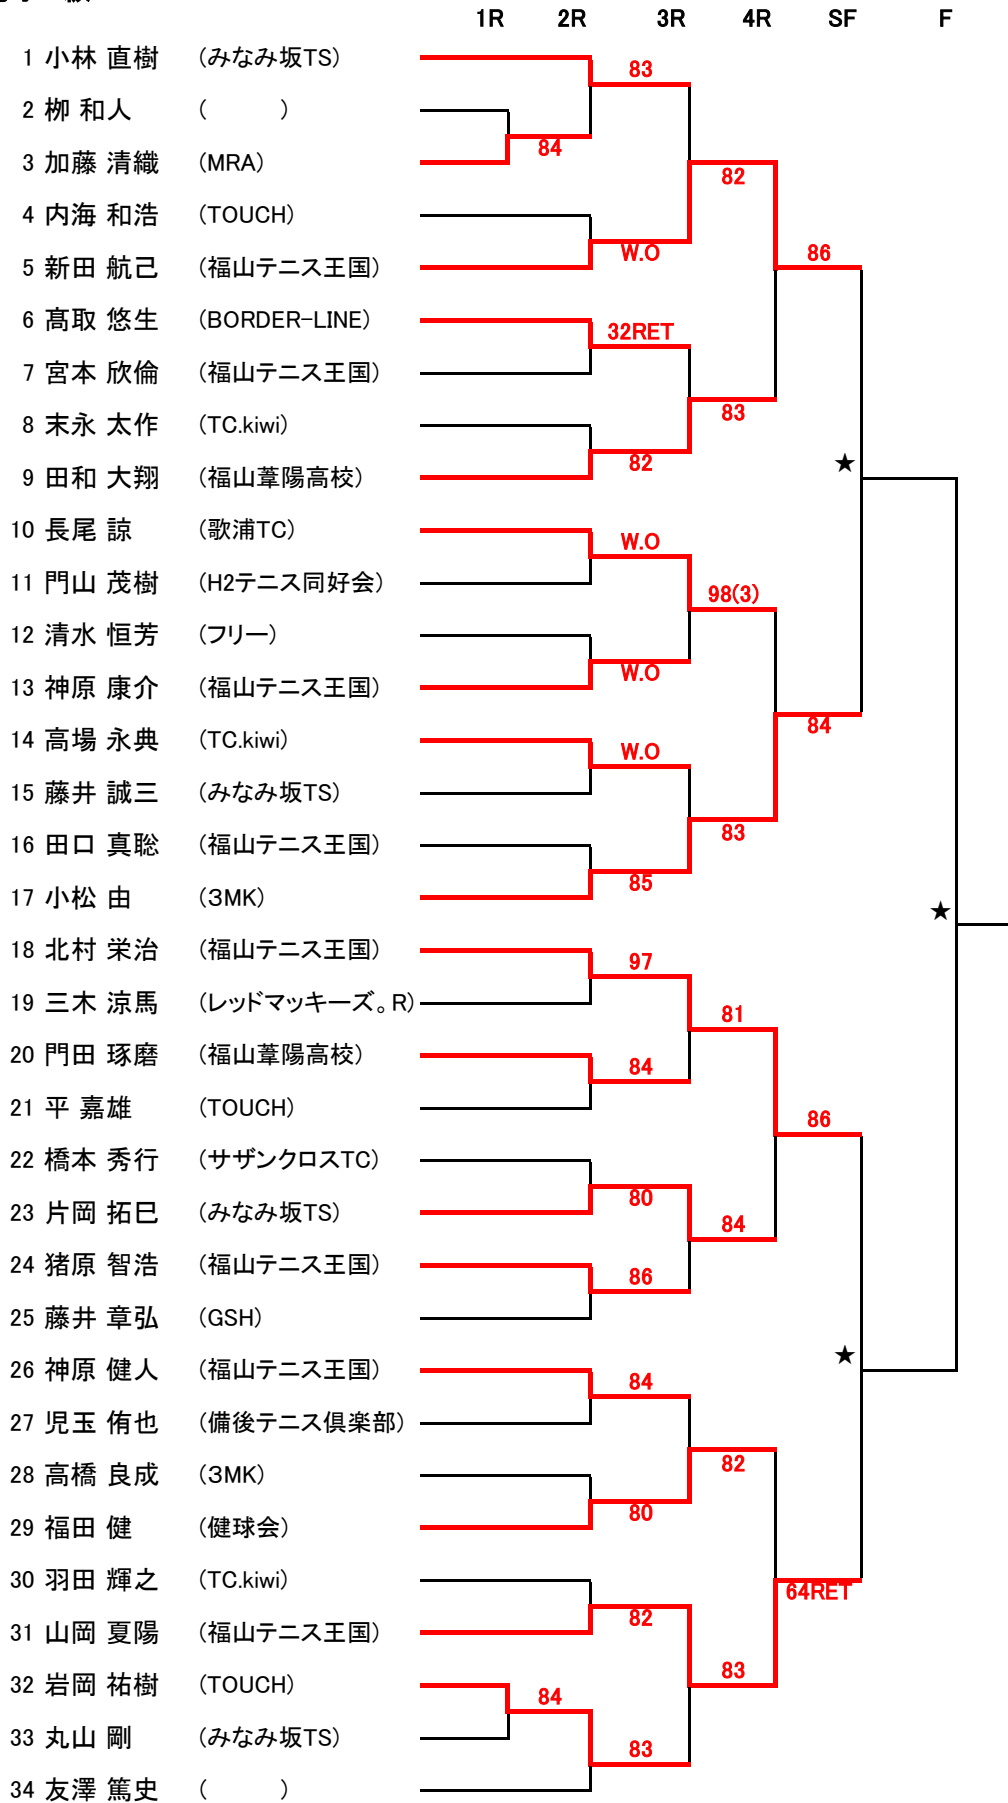 1R 2R 3R 4R SF F
1 小林 直樹 (みなみ坂TS)
83
2 栁 和人 ( )
84
3 加藤 清織 (MRA)
82
4 内海 和浩 (TOUCH)
W.O
86
5 新田 航己 (福山テニス王国)
6 髙取 悠生 (BORDER-LINE)
32RET
7 宮本 欣倫 (福山テニス王国)
83
8 末永 太作 (TC.kiwi)
82
★
9 田和 大翔 (福山葦陽高校)
10 長尾 諒 (歌浦TC)
W.O
11 門山 茂樹 (H2テニス同好会)
98(3)
12 清水 恒芳 (フリー)
W.O
13 神原 康介 (福山テニス王国)
84
14 高場 永典 (TC.kiwi)
W.O
15 藤井 誠三 (みなみ坂TS)
83
16 田口 真聡 (福山テニス王国)
85
17 小松 由 (3MK)
★
18 北村 栄治 (福山テニス王国)
97
19 三木 涼馬 (レッドマッキーズ。R)
81
20 門田 琢磨 (福山葦陽高校)
84
21 平 嘉雄 (TOUCH)
86
22 橋本 秀行 (サザンクロスTC)
80
23 片岡 拓巳 (みなみ坂TS)
84
24 猪原 智浩 (福山テニス王国)
86
25 藤井 章弘 (GSH)
★
26 神原 健人 (福山テニス王国)
84
27 児玉 侑也 (備後テニス倶楽部)
82
28 高橋 良成 (3MK)
80
29 福田 健 (健球会)
30 羽田 輝之 (TC.kiwi)
64RET
82
31 山岡 夏陽 (福山テニス王国)
83
32 岩岡 祐樹 (TOUCH)
84
33 丸山 剛 (みなみ坂TS)
83
34 友澤 篤史 ( )